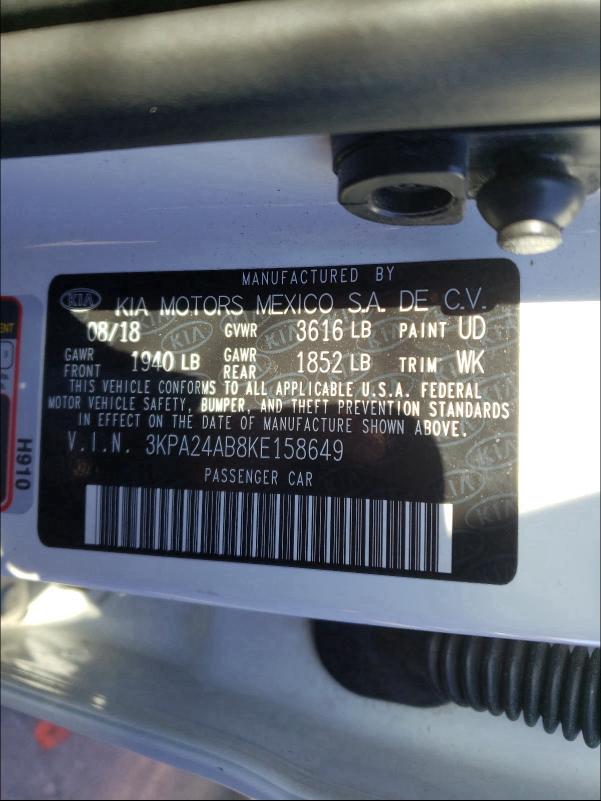 MANUFACTURED BY
KIA KIA MOTORS MEXICO S.A. DE C.V.
08/18 GVWR 3616 LB PAINT UD
GAWR FRONT 1940 LB GAWR REAR 1852 LB TRIM WK
THIS VEHICLE CONFORMS TO ALL APPLICABLE U.S.A. FEDERAL
MOTOR VEHICLE SAFETY, BUMPER, AND THEFT PREVENTION STANDARDS
IN EFFECT ON THE DATE OF MANUFACTURE SHOWN ABOVE.
V.I.N. 3KPA24AB8KE158649
PASSENGER CAR
H910